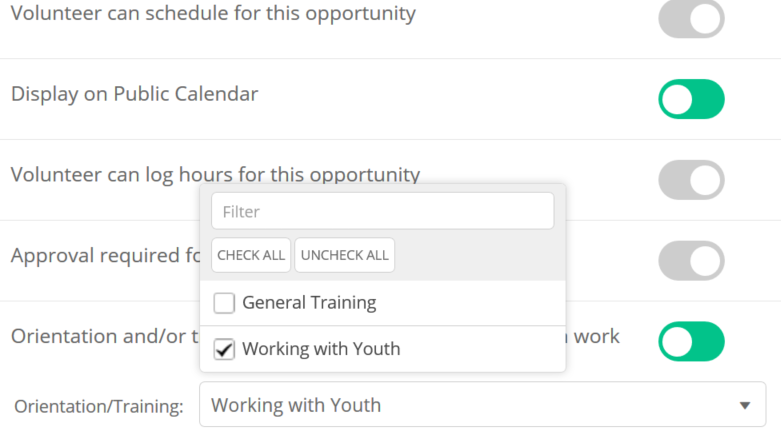 Volunteer can schedule for this opportunity
Display on Public Calendar
Volunteer can log hours for this opportunity
Filter
CHECK ALL UNCHECK ALL
Approval required
General Training
Orientation and/or work
Working with Youth
Orientation/Training: Working with Youth